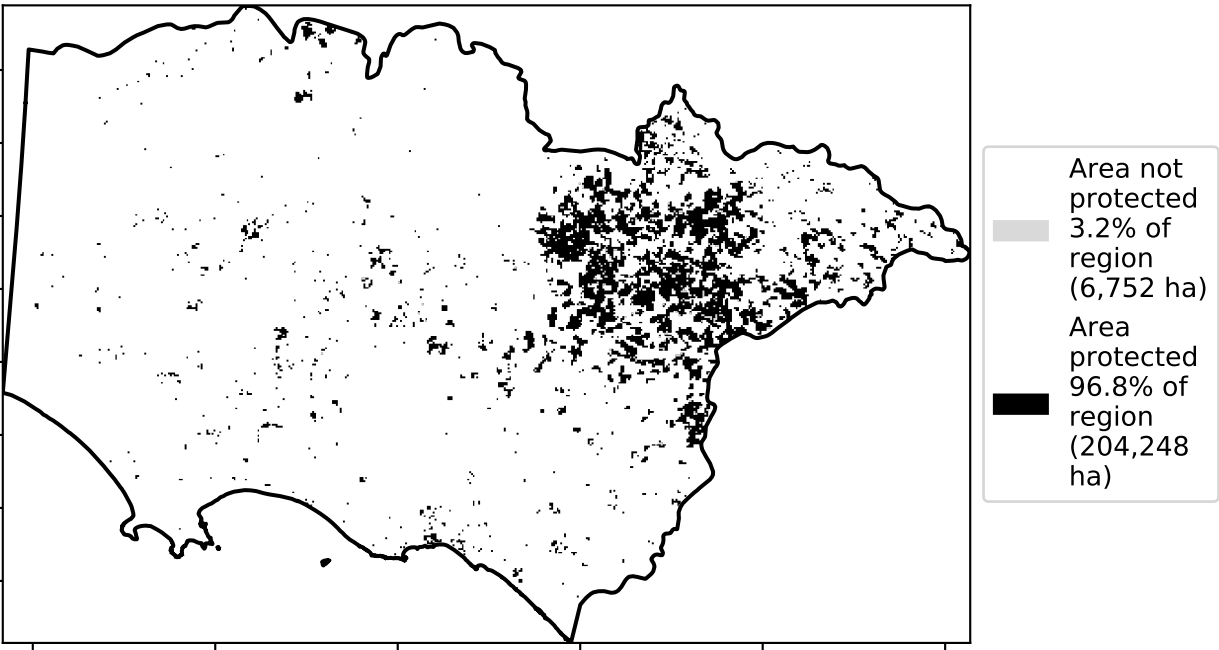 Area not
protected
3.2% of
region
(6,752 ha)
Area
protected
96.8% of
region
(204,248
ha)